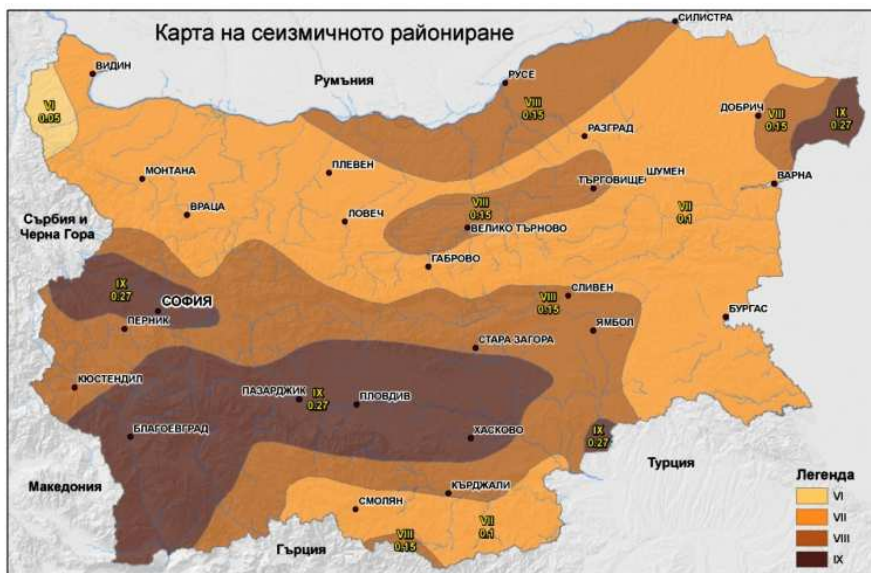 Карта на сеизмичното райониране
СИЛИСТРА
ВИДИН
Румъния
РУСЕ
VI
0.05
VIII
0.15
ДОБРИЧ
VIII
0.15
IX
0.27
РАЗГРАД
МОНТАНА
ПЛЕВЕН
ШУМЕН
ТЪРГОВИЩЕ
ВАРНА
ВРАЦА
ЛОВЕЧ
VIII
0.15
VII
0.1
Сърбия и
Черна Гора
ВЕЛИКО ТЪРНОВО
ГАБРОВО
IX
0.27
СОФИЯ
VIII
0.15
СЛИВЕН
БУРГАС
ПЕРНИК
ЯМБОЛ
СТАРА ЗАГОРА
КЮСТЕНДИЛ
ПАЗАРДЖИК
IX
0.27
ПЛОВДИВ
БЛАГОЕВГРАД
ХАСКОВО
IX
0.27
Турция
Македония
КЪРДЖАЛИ
СМОЛЯН
VII
0.1
VIII
0.15
Гърция
Легенда
VI
VII
VIII
IX